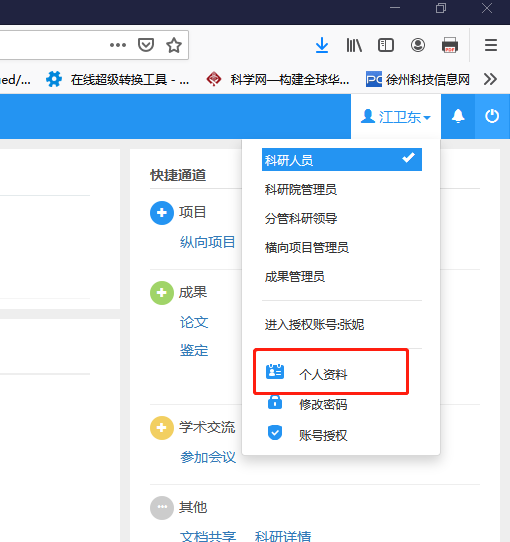 ued/...
在线超级转换工具 - ...
科学网—构建全球华...
徐州科技信息网
江卫东
科研人员
科研院管理员
分管科研领导
横向项目管理员
成果管理员
进入授权账号:张妮
个人资料
修改密码
账号授权
快捷通道
项目
纵向项目
成果
论文
鉴定
学术交流
参加会议
其他
文档共享 科研详情